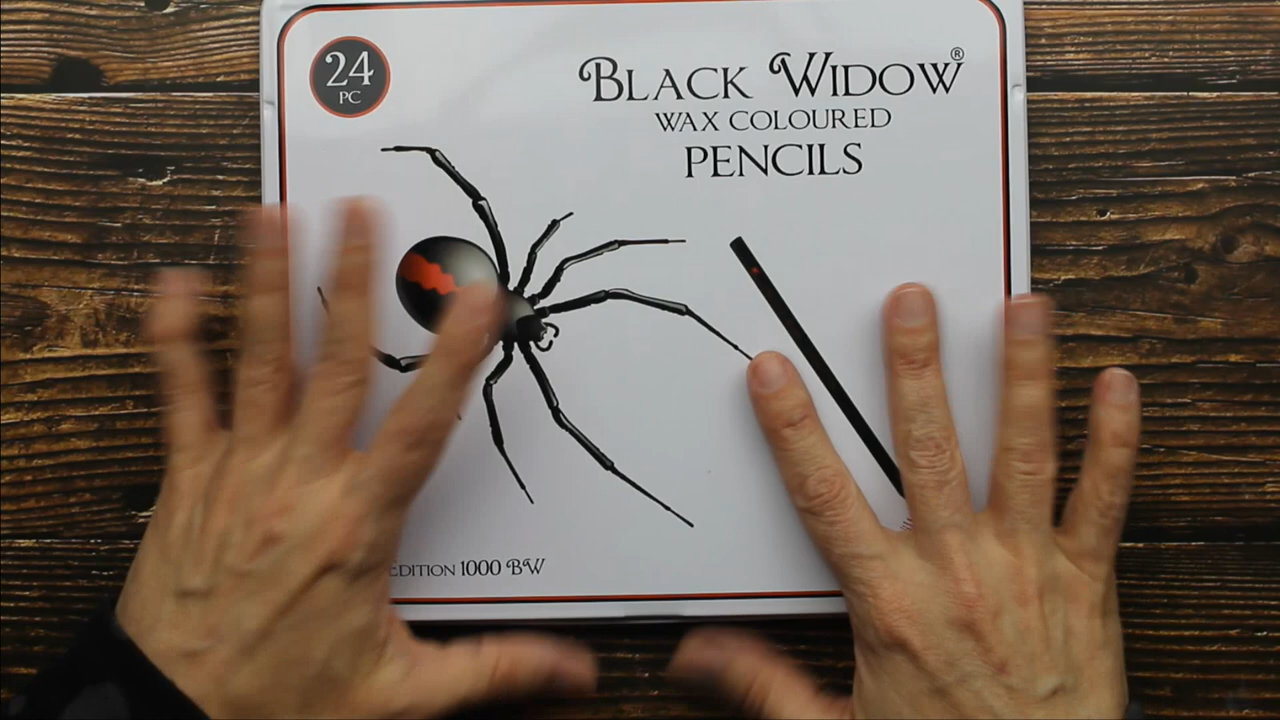 24
PC
BLACK WIDOW®
WAX COLOURED
PENCILS
EDITION 1000 BW